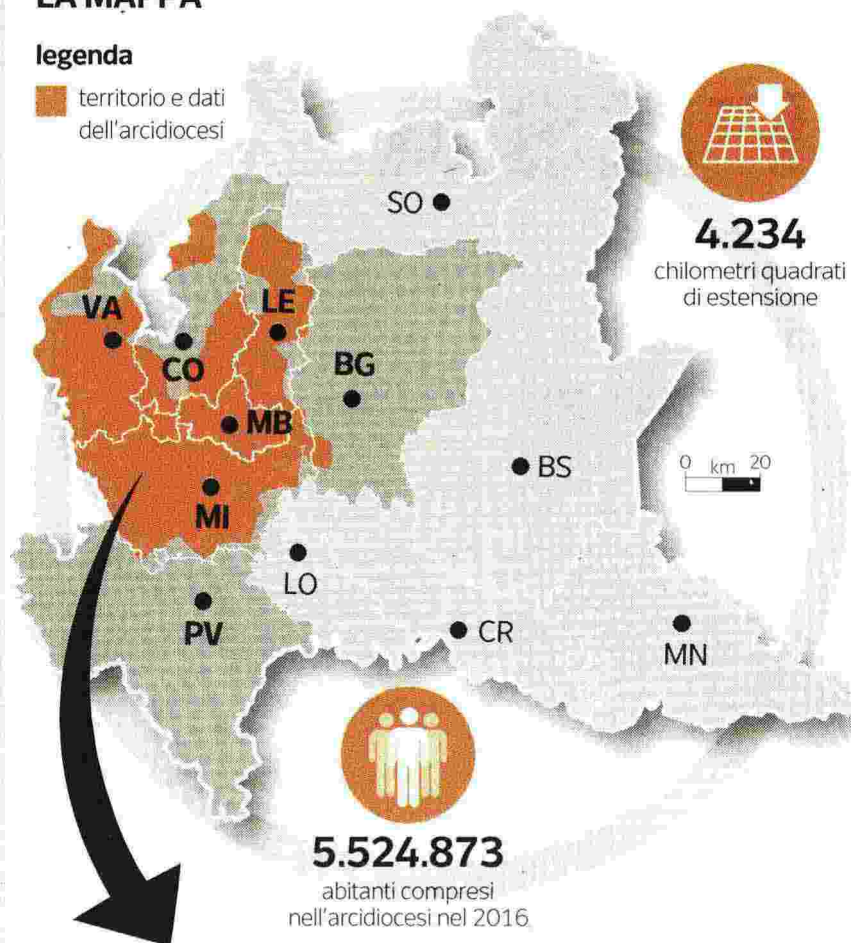 LA MAPPA
legenda
territorio e dati
dell'arcidiocesi
SO
4.234
chilometri quadrati
di estensione
VA
LE
CO
BG
MB
BS
0 km 20
MI
LO
PV
CR
MN
5.524.873
abitanti compresi
nell'arcidiocesi nel 2016